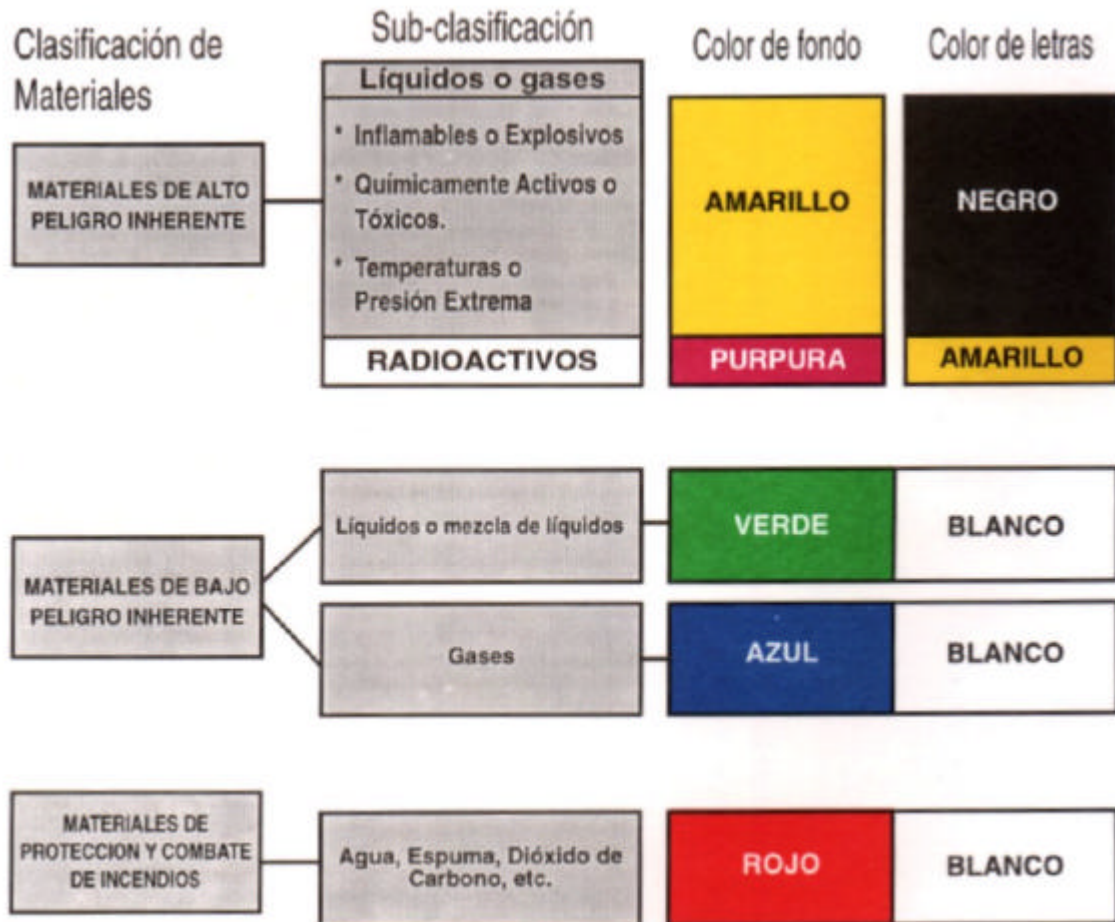 Clasificación de
Materiales
Sub-clasificación
Color de fondo
Color de letras
MATERIALES DE ALTO
PELIGRO INHERENTE
Líquidos o gases
* Inflamables o Explosivos
* Químicamente Activos o
Tóxicos.
* Temperaturas o
Presión Extrema
AMARILLO
NEGRO
RADIOACTIVOS
PURPURA
AMARILLO
MATERIALES DE BAJO
PELIGRO INHERENTE
Líquidos o mezcla de líquidos
VERDE
BLANCO
Gases
AZUL
BLANCO
MATERIALES DE
PROTECCION Y COMBATE
DE INCENDIOS
Agua, Espuma, Dióxido de
Carbono, etc.
ROJO
BLANCO